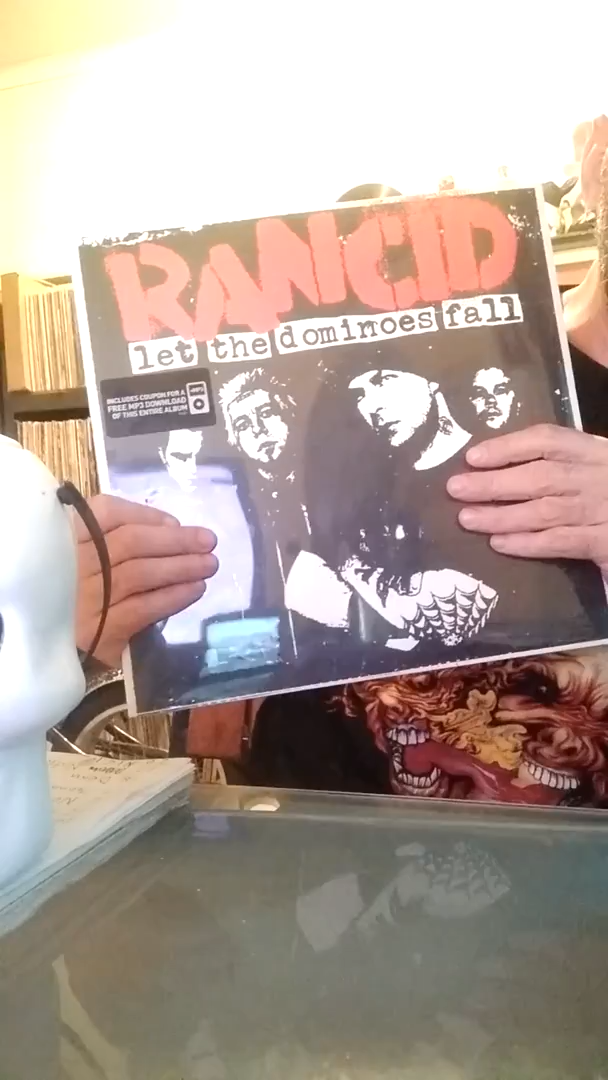 RANCID
let the dominoes fall
INCLUDES COUPON FOR A
FREE MP3 DOWNLOAD
OF THIS ENTIRE ALBUM